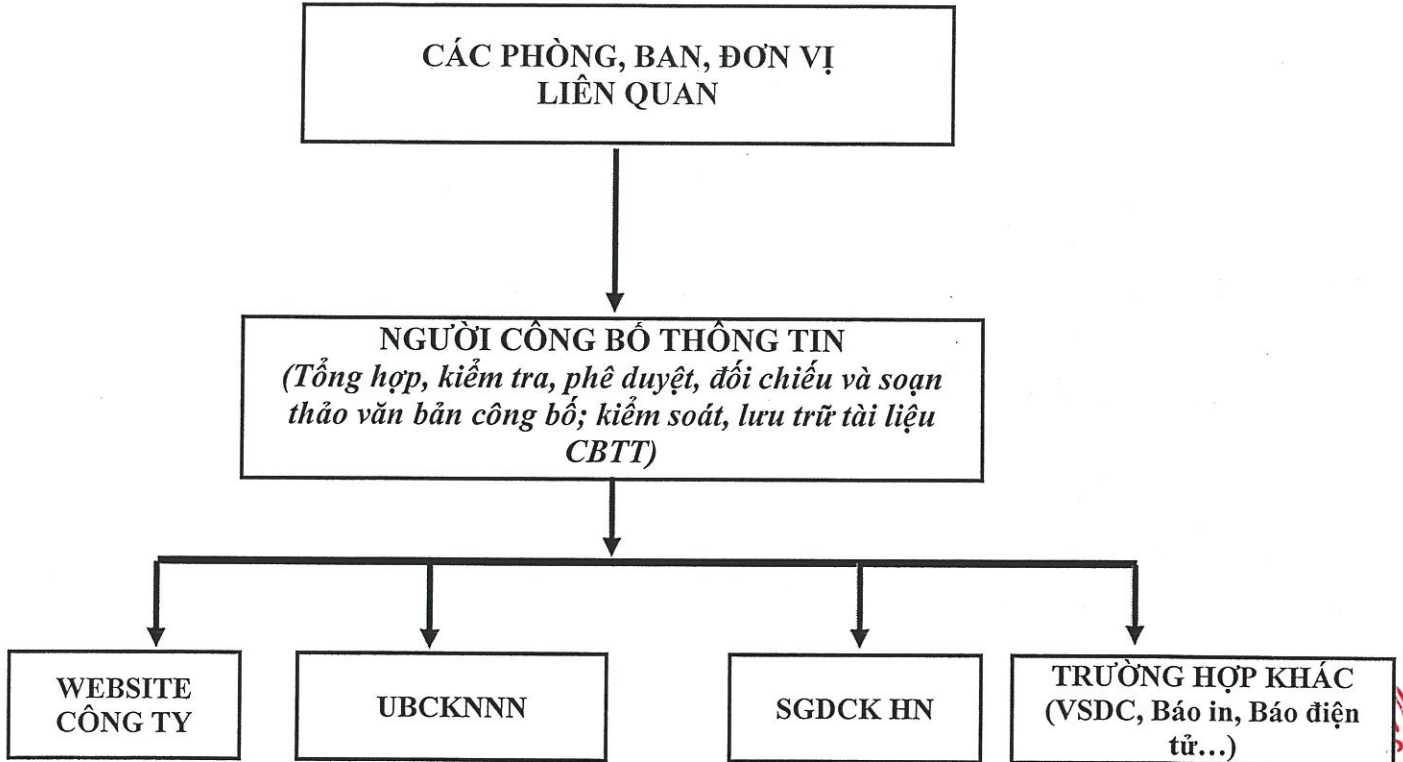 CÁC PHÒNG, BAN, ĐƠN VỊ
LIÊN QUAN
NGƯỜI CÔNG BỐ THÔNG TIN
(Tổng hợp, kiểm tra, phê duyệt, đối chiếu và soạn
thảo văn bản công bố; kiểm soát, lưu trữ tài liệu
CBTT)
WEBSITE
CÔNG TY
UBCKNNN
SGDCK HN
TRƯỜNG HỢP KHÁC
(VSDC, Báo in, Báo điện
tử...)